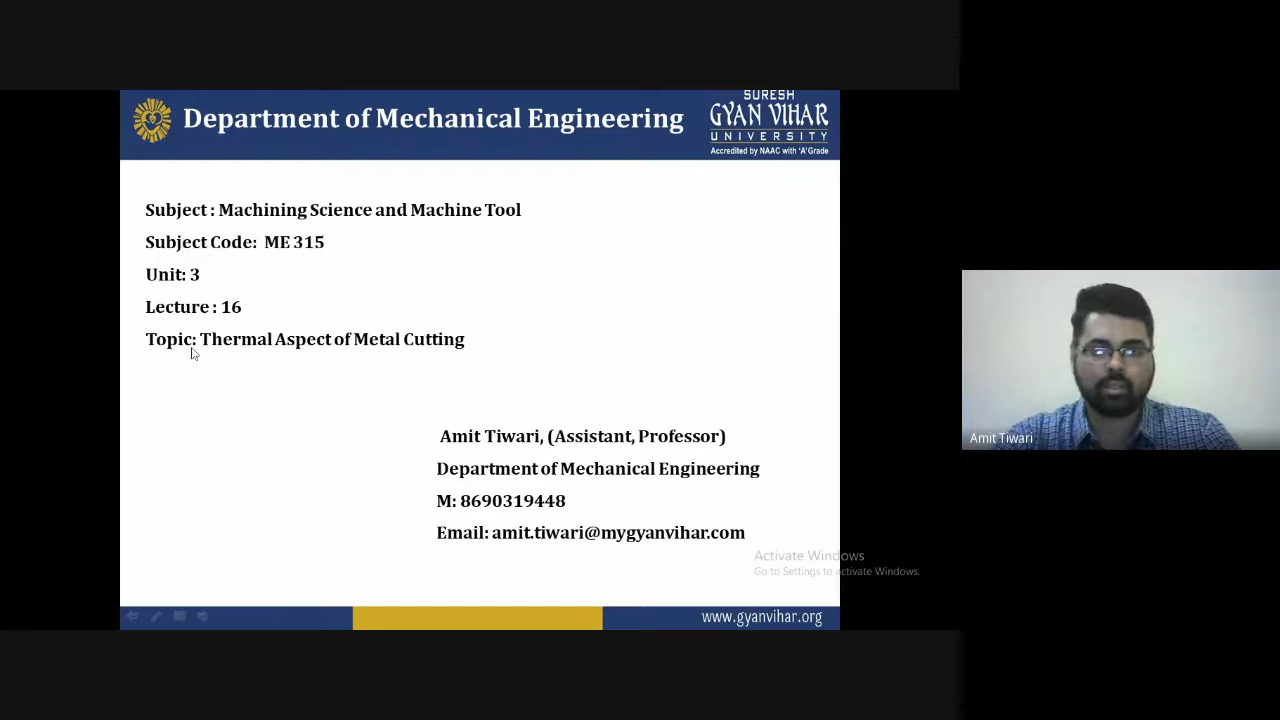 Department of Mechanical Engineering
SURESH
GYAN VIHAR
UNIVERSITY
Accredited by NAAC with 'A' Grade
Subject : Machining Science and Machine Tool
Subject Code: ME 315
Unit: 3
Lecture : 16
Topic: Thermal Aspect of Metal Cutting
Amit Tiwari, (Assistant, Professor)
Department of Mechanical Engineering
M: 8690319448
Email: amit.tiwari@mygyanvihar.com
Activate Windows
Go to Settings to activate Windows.
www.gyanvihar.org
Amit Tiwari